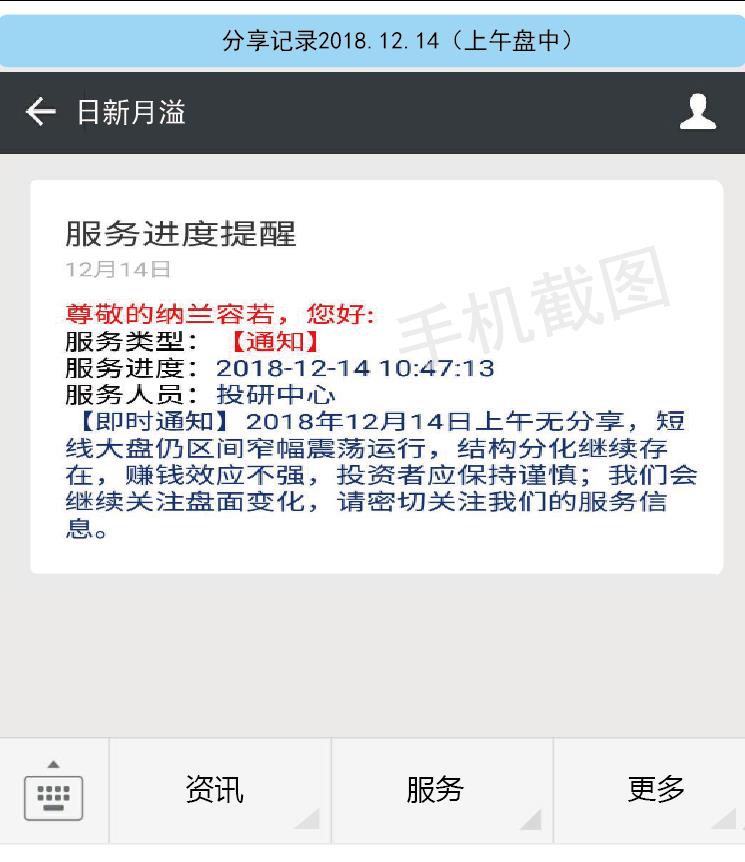 分享记录2018.12.14（上午盘中）
日新月溢
服务进度提醒
12月14日
手机截图
尊敬的纳兰容若，您好:
服务类型：【通知】
服务进度：2018-12-14 10:47:13
服务人员：投研中心
【即时通知】2018年12月14日上午无分享，短
线大盘仍区间窄幅震荡运行，结构分化继续存
在，赚钱效应不强，投资者应保持谨慎；我们会
继续关注盘面变化，请密切关注我们的服务信
息。
资讯
服务
更多